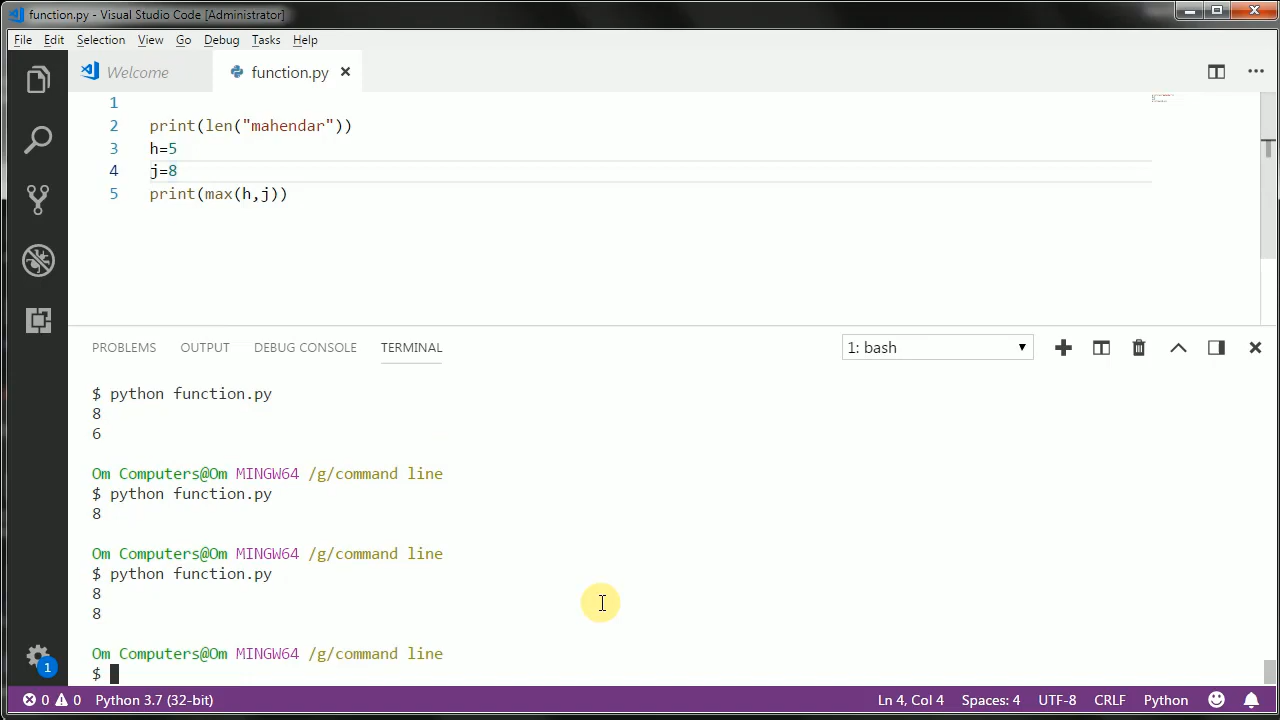 function.py - Visual Studio Code [Administrator]
File Edit Selection View Go Debug Tasks Help
Welcome function.py
1
2 print(len("mahendar"))
3 h=5
4 j=8
5 print(max(h,j))
PROBLEMS OUTPUT DEBUG CONSOLE TERMINAL 1: bash
$ python function.py
8
6
Om Computers@Om MINGW64 /g/command line
$ python function.py
8
Om Computers@Om MINGW64 /g/command line
$ python function.py
8
8
Om Computers@Om MINGW64 /g/command line
$
1
0 0 Python 3.7 (32-bit) Ln 4, Col 4 Spaces: 4 UTF-8 CRLF Python